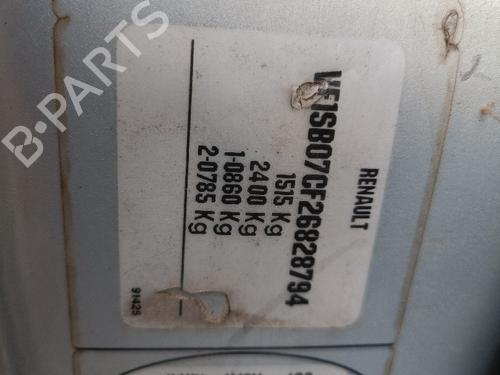 RENAULT
VF1SB07CF26828794
1515 Kg
2400 Kg
1-0860 Kg
2-0785 Kg
91425
B-PARTS